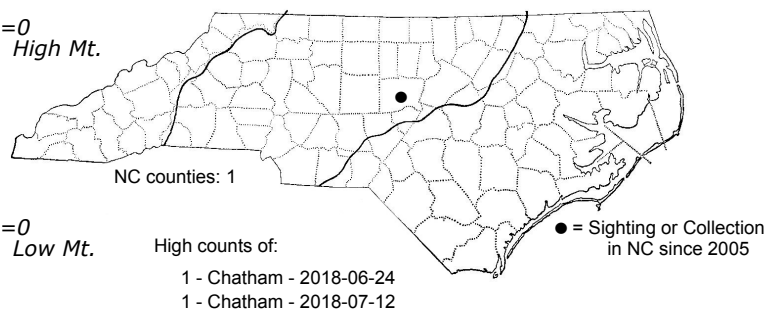 =0
High Mt.
NC counties: 1
=0
Low Mt.
High counts of:
1 - Chatham - 2018-06-24
1 - Chatham - 2018-07-12
● = Sighting or Collection
in NC since 2005